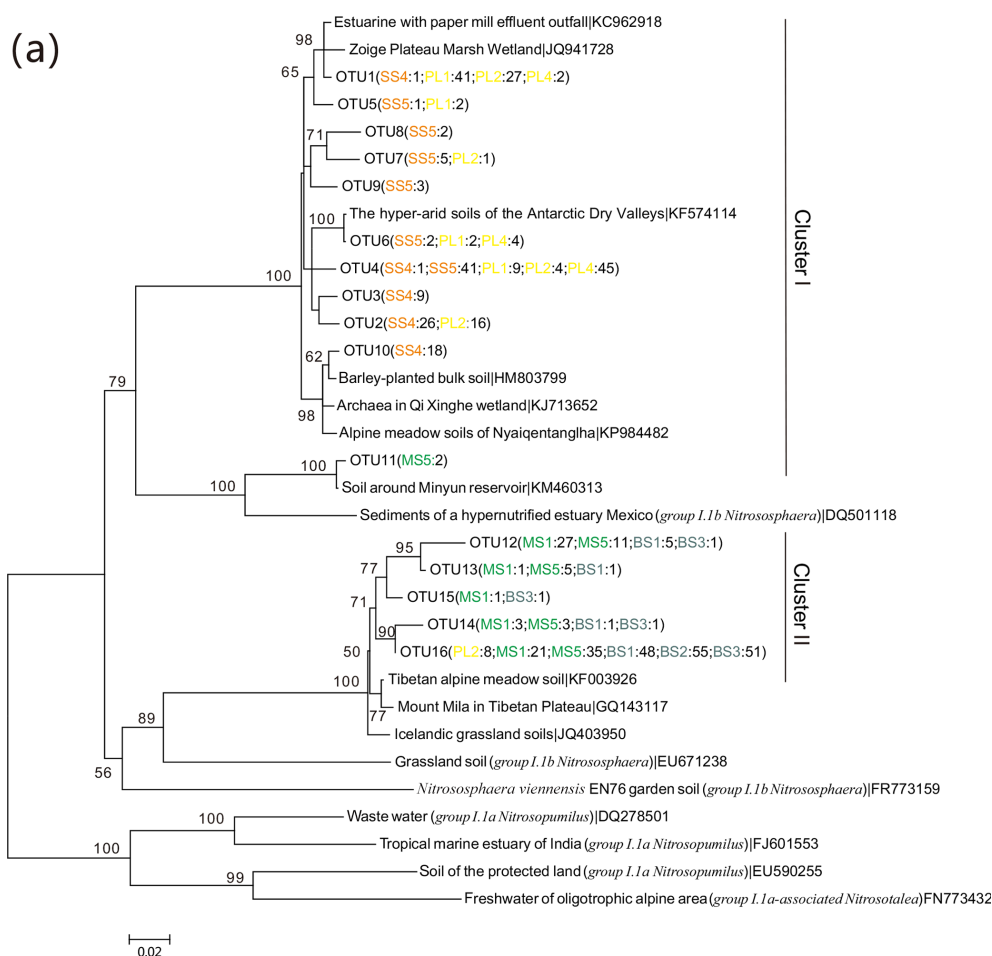 (a)
Estuarine with paper mill effluent outfall|KC962918
98
Zoige Plateau Marsh Wetland|JQ941728
65
OTU1(SS4:1;PL1:41;PL2:27;PL4:2)
OTU5(SS5:1;PL1:2)
71
OTU8(SS5:2)
OTU7(SS5:5;PL2:1)
OTU9(SS5:3)
100
The hyper-arid soils of the Antarctic Dry Valleys|KF574114
OTU6(SS5:2;PL1:2;PL4:4)
OTU4(SS4:1;SS5:41;PL1:9;PL2:4;PL4:45)
100
OTU3(SS4:9)
OTU2(SS4:26;PL2:16)
62
OTU10(SS4:18)
Barley-planted bulk soil|HM803799
79
Archaea in Qi Xinghe wetland|KJ713652
98
Alpine meadow soils of Nyaiqentanglha|KP984482
100
OTU11(MS5:2)
100
Soil around Minyun reservoir|KM460313
Sediments of a hypernutrified estuary Mexico (group I.1b Nitrososphaera)|DQ501118
Cluster I
95
OTU12(MS1:27;MS5:11;BS1:5;BS3:1)
77
OTU13(MS1:1;MS5:5;BS1:1)
71
OTU15(MS1:1;BS3:1)
90
OTU14(MS1:3;MS5:3;BS1:1;BS3:1)
50
OTU16(PL2:8;MS1:21;MS5:35;BS1:48;BS2:55;BS3:51)
100
Tibetan alpine meadow soil|KF003926
77
Mount Mila in Tibetan Plateau|GQ143117
Cluster II
89
Icelandic grassland soils|JQ403950
Grassland soil (group I.1b Nitrososphaera)|EU671238
56
Nitrososphaera viennensis EN76 garden soil (group I.1b Nitrososphaera)|FR773159
100
Waste water (group I.1a Nitrosopumilus)|DQ278501
100
Tropical marine estuary of India (group I.1a Nitrosopumilus)|FJ601553
99
Soil of the protected land (group I.1a Nitrosopumilus)|EU590255
Freshwater of oligotrophic alpine area (group I.1a-associated Nitrosotalea)FN773432
0.02